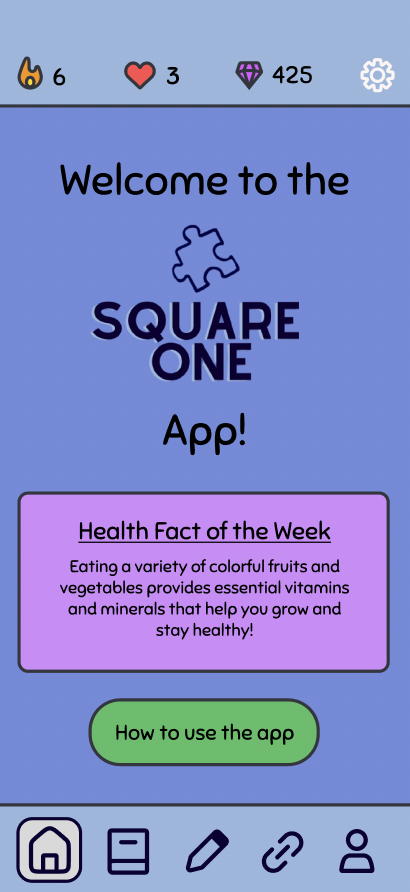 6 3 425
Welcome to the
SQUARE
ONE
App!
Health Fact of the Week
Eating a variety of colorful fruits and
vegetables provides essential vitamins
and minerals that help you grow and
stay healthy!
How to use the app